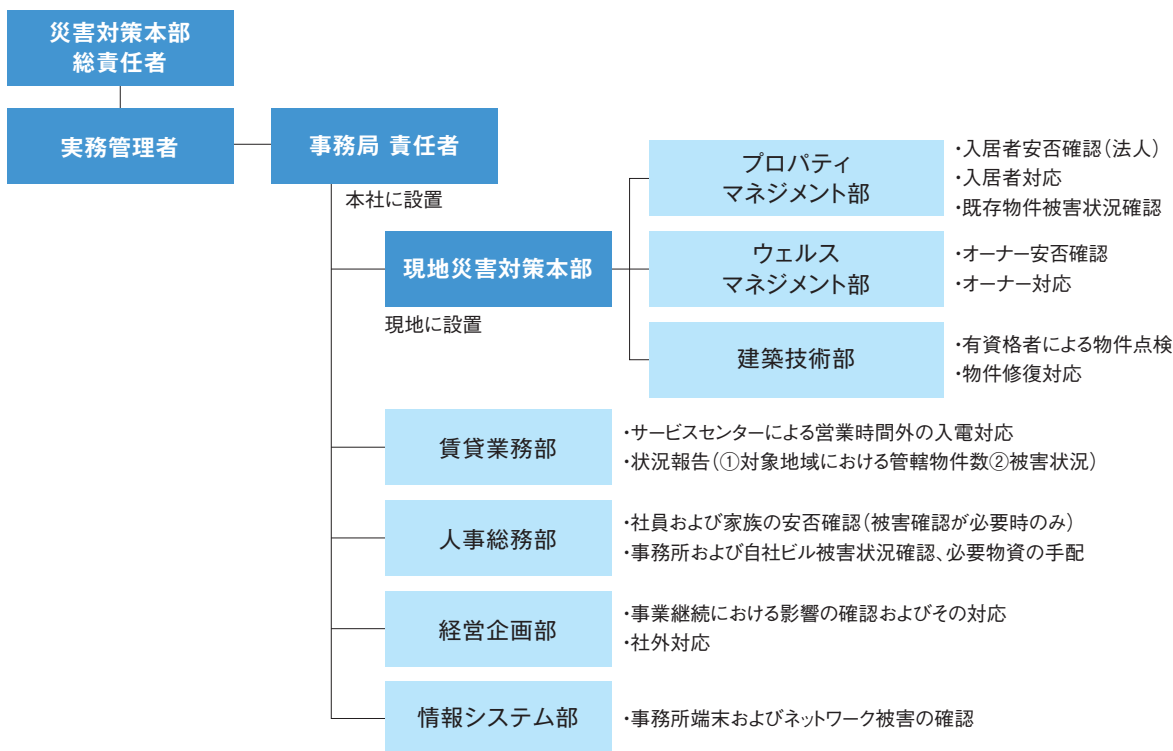 災害対策本部
総責任者
実務管理者
事務局 責任者
本社に設置
現地災害対策本部
現地に設置
プロパティ
マネジメント部
・入居者安否確認(法人)
・入居者対応
・既存物件被害状況確認
ウェルス
マネジメント部
・オーナー安否確認
・オーナー対応
建築技術部
・有資格者による物件点検
・物件修復対応
賃貸業務部
・サービスセンターによる営業時間外の入電対応
・状況報告(①対象地域における管轄物件数②被害状況)
人事総務部
・社員および家族の安否確認(被害確認が必要時のみ)
・事務所および自社ビル被害状況確認、必要物資の手配
経営企画部
・事業継続における影響の確認およびその対応
・社外対応
情報システム部
・事務所端末およびネットワーク被害の確認